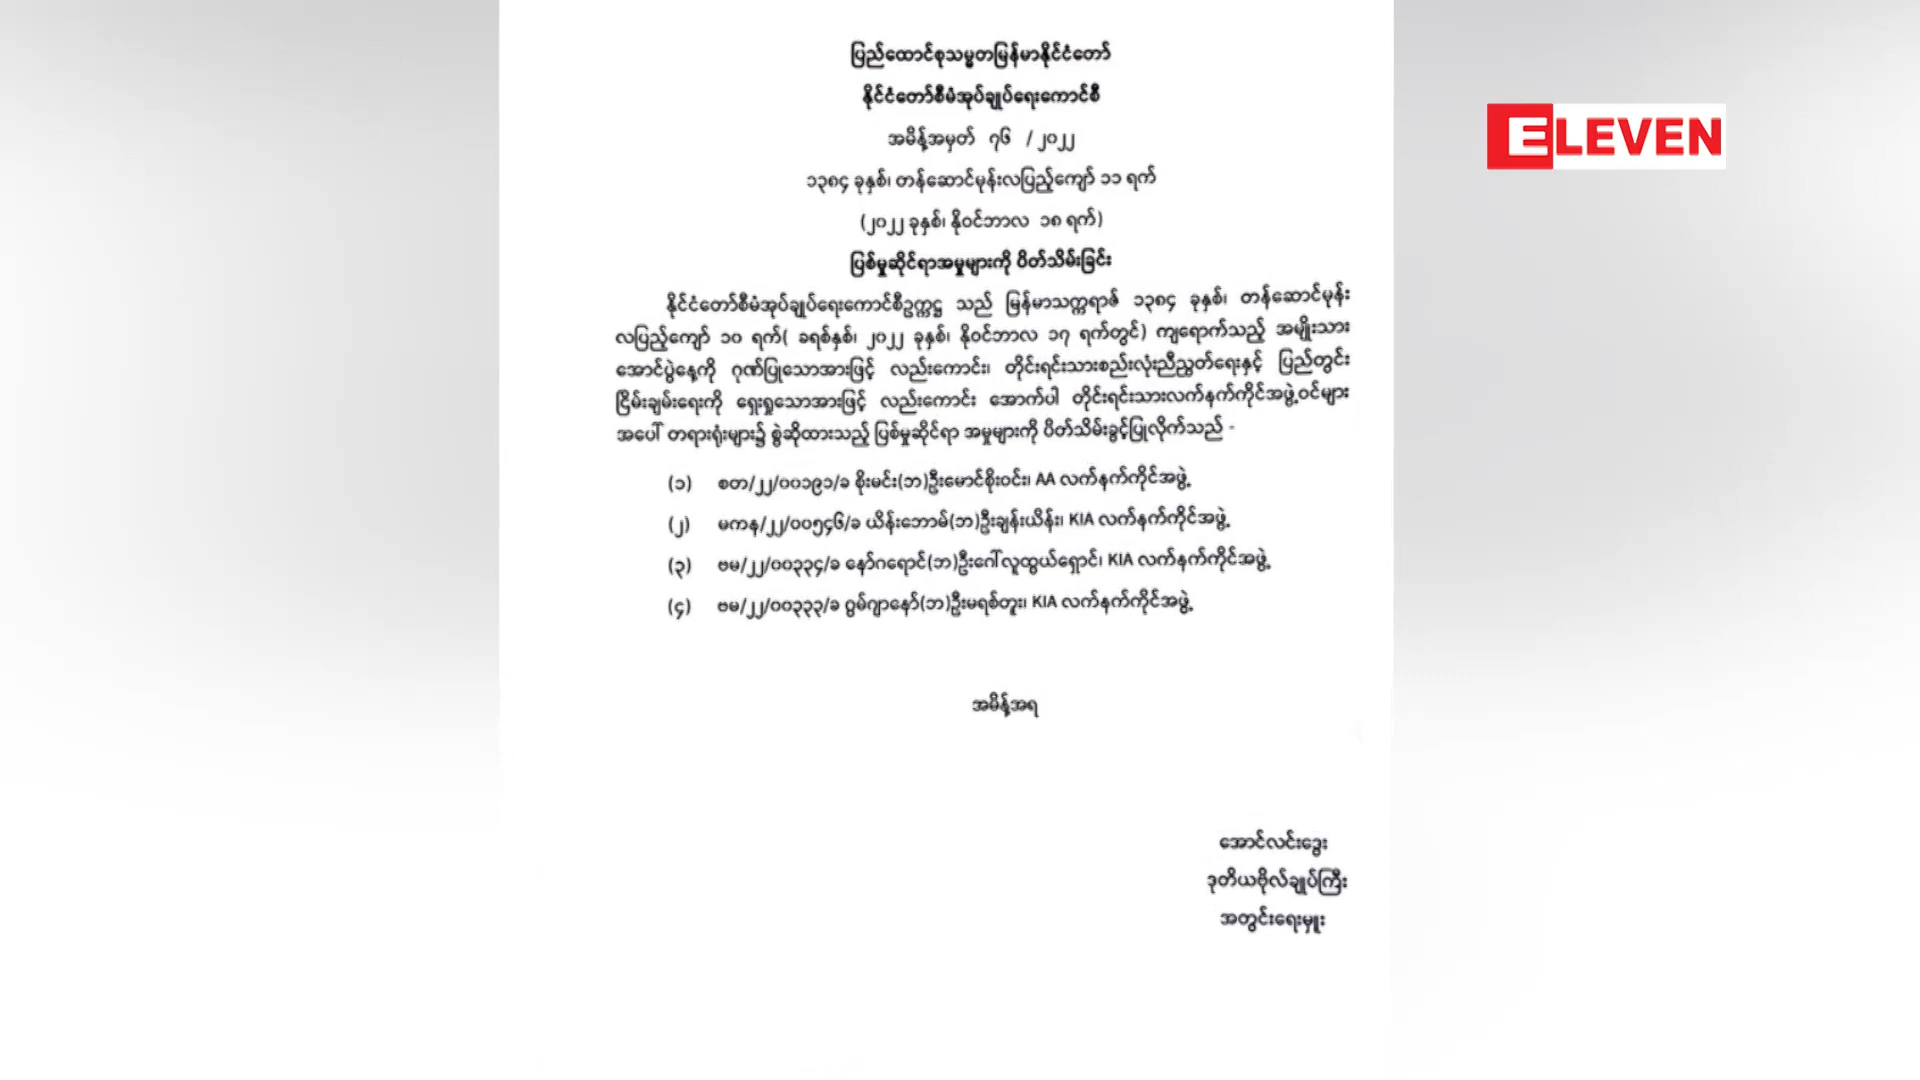 ပြည်ထောင်စုသမ္မတမြန်မာနိုင်ငံတော်
နိုင်ငံတော်စီမံအုပ်ချုပ်ရေးကောင်စီ
အမိန့်အမှတ် ၇၆ /၂၀၂၂
၁၃၈၄ ခုနှစ်၊ တန်ဆောင်မုန်းလပြည့်ကျော် ၁၁ ရက်
(၂၀၂၂ ခုနှစ်၊ နိုဝင်ဘာလ ၁၈ ရက်)
ပြစ်မှုဆိုင်ရာအမှုများကို ပိတ်သိမ်းခြင်း
နိုင်ငံတော်စီမံအုပ်ချုပ်ရေးကောင်စီဥက္ကဋ္ဌ သည် မြန်မာသက္ကရာဇ် ၁၃၈၄ ခုနှစ်၊ တန်ဆောင်မုန်း
လပြည့်ကျော် ၁၀ ရက်( ခရစ်နှစ်၊ ၂၀၂၂ ခုနှစ်၊ နိုဝင်ဘာလ ၁၇ ရက်တွင်) ကျရောက်သည့် အမျိုးသား
အောင်ပွဲနေ့ကို ဂုဏ်ပြုသောအားဖြင့် လည်းကောင်း၊ တိုင်းရင်းသားစည်းလုံးညီညွတ်ရေးနှင့် ပြည်တွင်း
ငြိမ်းချမ်းရေးကို ရှေးရှုသောအားဖြင့် လည်းကောင်း အောက်ပါ တိုင်းရင်းသားလက်နက်ကိုင်အဖွဲ့ဝင်များ
အပေါ် တရားရုံးများ၌ စွဲဆိုထားသည့် ပြစ်မှုဆိုင်ရာ အမှုများကို ပိတ်သိမ်းခွင့်ပြုလိုက်သည် -
(၁) စတ/၂၂/၀၀၁၉၁/ခ စိုးမင်း(ဘ)ဦးမောင်စိုးဝင်း၊ AA လက်နက်ကိုင်အဖွဲ့
(၂) မကန/၂၂/၀၀၅၄၆/ခ ယိန်းဘောမ်(ဘ)ဦးချန်းယိန်း၊ KIA လက်နက်ကိုင်အဖွဲ့
(၃) ဗမ/၂၂/၀၀၃၃၄/ခ နော်ဂရောင်(ဘ)ဦးဂေါ်လူထွယ်ရှောင်၊ KIA လက်နက်ကိုင်အဖွဲ့
(၄) ဗမ/၂၂/၀၀၃၃၃/ခ ဝွမ်ဂျာနော်(ဘ)ဦးမရစ်တူး၊ KIA လက်နက်ကိုင်အဖွဲ့
အမိန့်အရ
အောင်လင်းဒွေး
ဒုတိယဗိုလ်ချုပ်ကြီး
အတွင်းရေးမှူး
ELEVEN